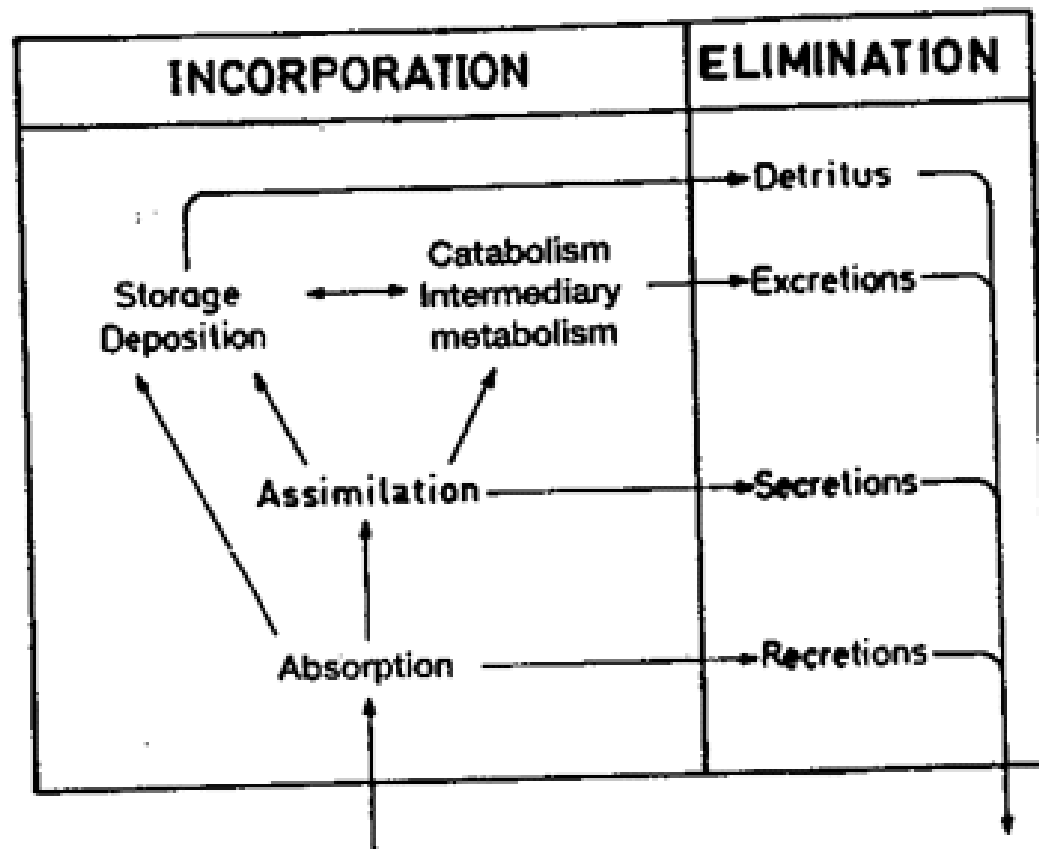 INCORPORATION
ELIMINATION
Detritus
Storage
Deposition
Catabolism
Intermediary
metabolism
Excretions
Assimilation
Secretions
Absorption
Recretions